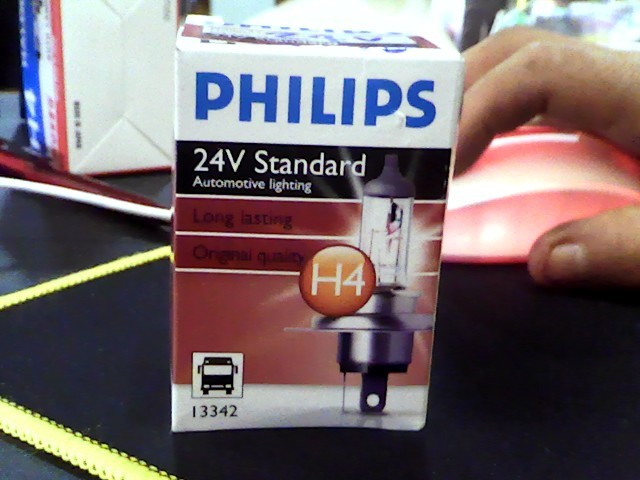 PHILIPS
24V Standard
Automotive lighting
Long lasting
Original quality
H4
13342